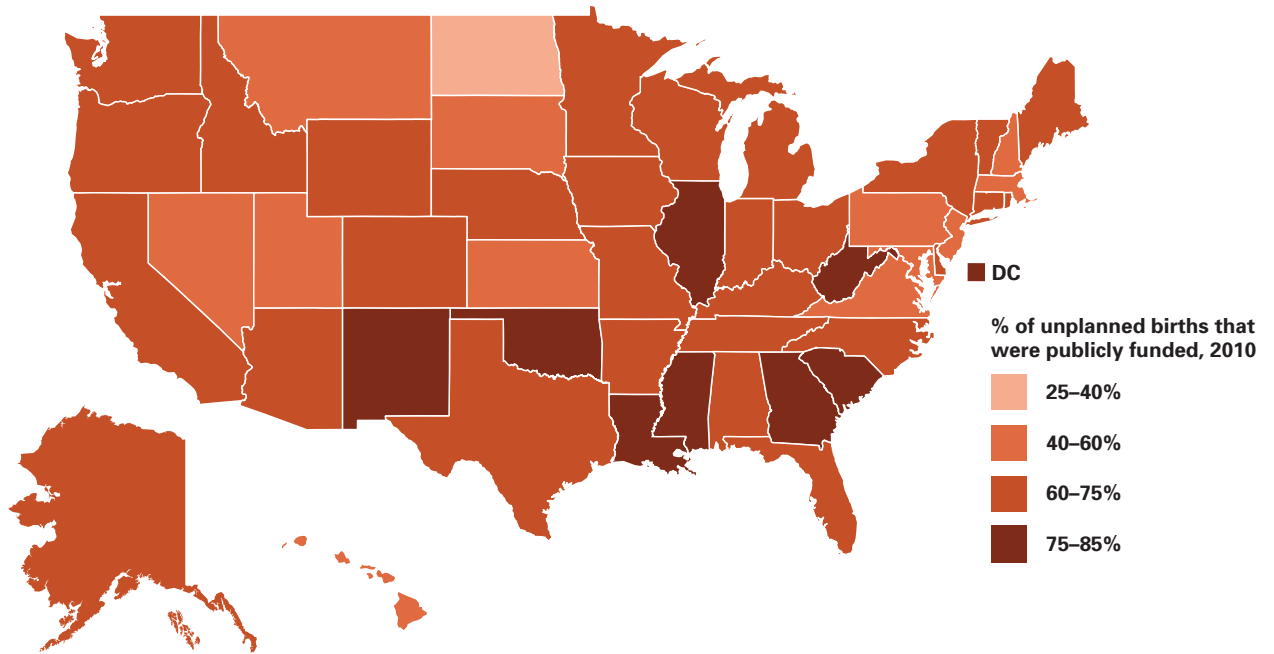 DC
% of unplanned births that
were publicly funded, 2010
25–40%
40–60%
60–75%
75–85%